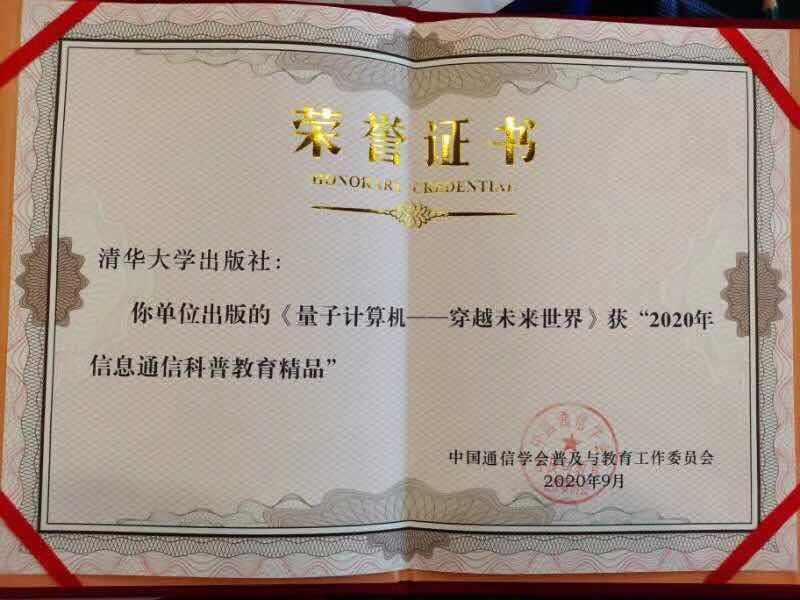 荣誉证书
HONORARY CREDENTIAL
清华大学出版社：
你单位出版的《量子计算机——穿越未来世界》获“2020年
信息通信科普教育精品”
中国通信学会普及与教育工作委员会
2020年9月